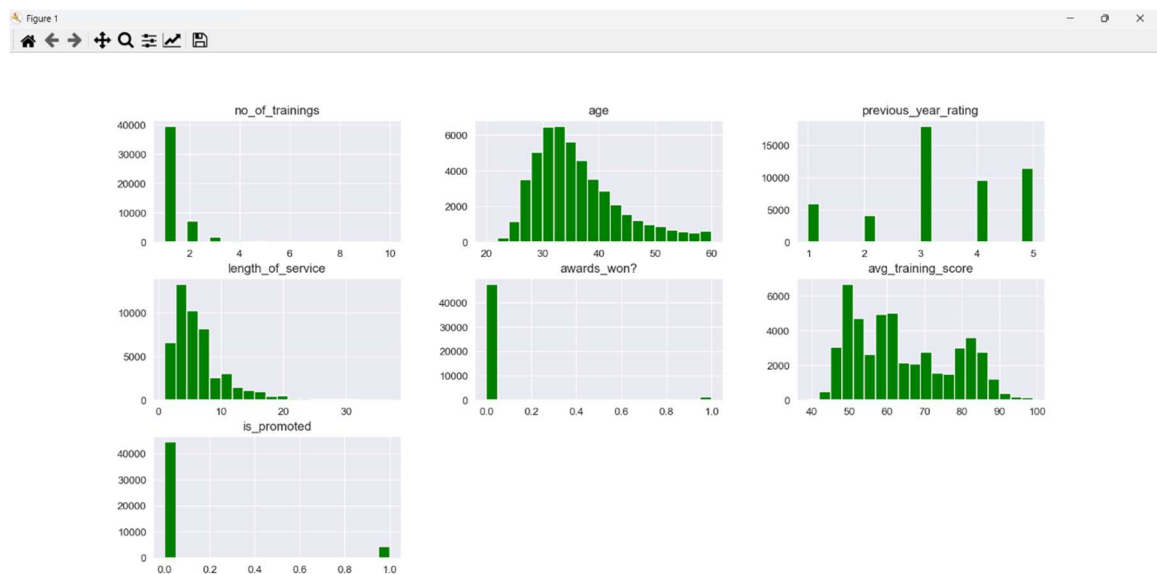 Figure 1
no_of_trainings
40000
30000
20000
10000
0
2 4 6 8 10
age
6000
4000
2000
0
20 30 40 50 60
previous_year_rating
15000
10000
5000
0
1 2 3 4 5
length_of_service
10000
5000
0
0 10 20 30
awards_won?
40000
30000
20000
10000
0
0.0 0.2 0.4 0.6 0.8 1.0
avg_training_score
6000
4000
2000
0
40 50 60 70 80 90 100
is_promoted
40000
30000
20000
10000
0
0.0 0.2 0.4 0.6 0.8 1.0